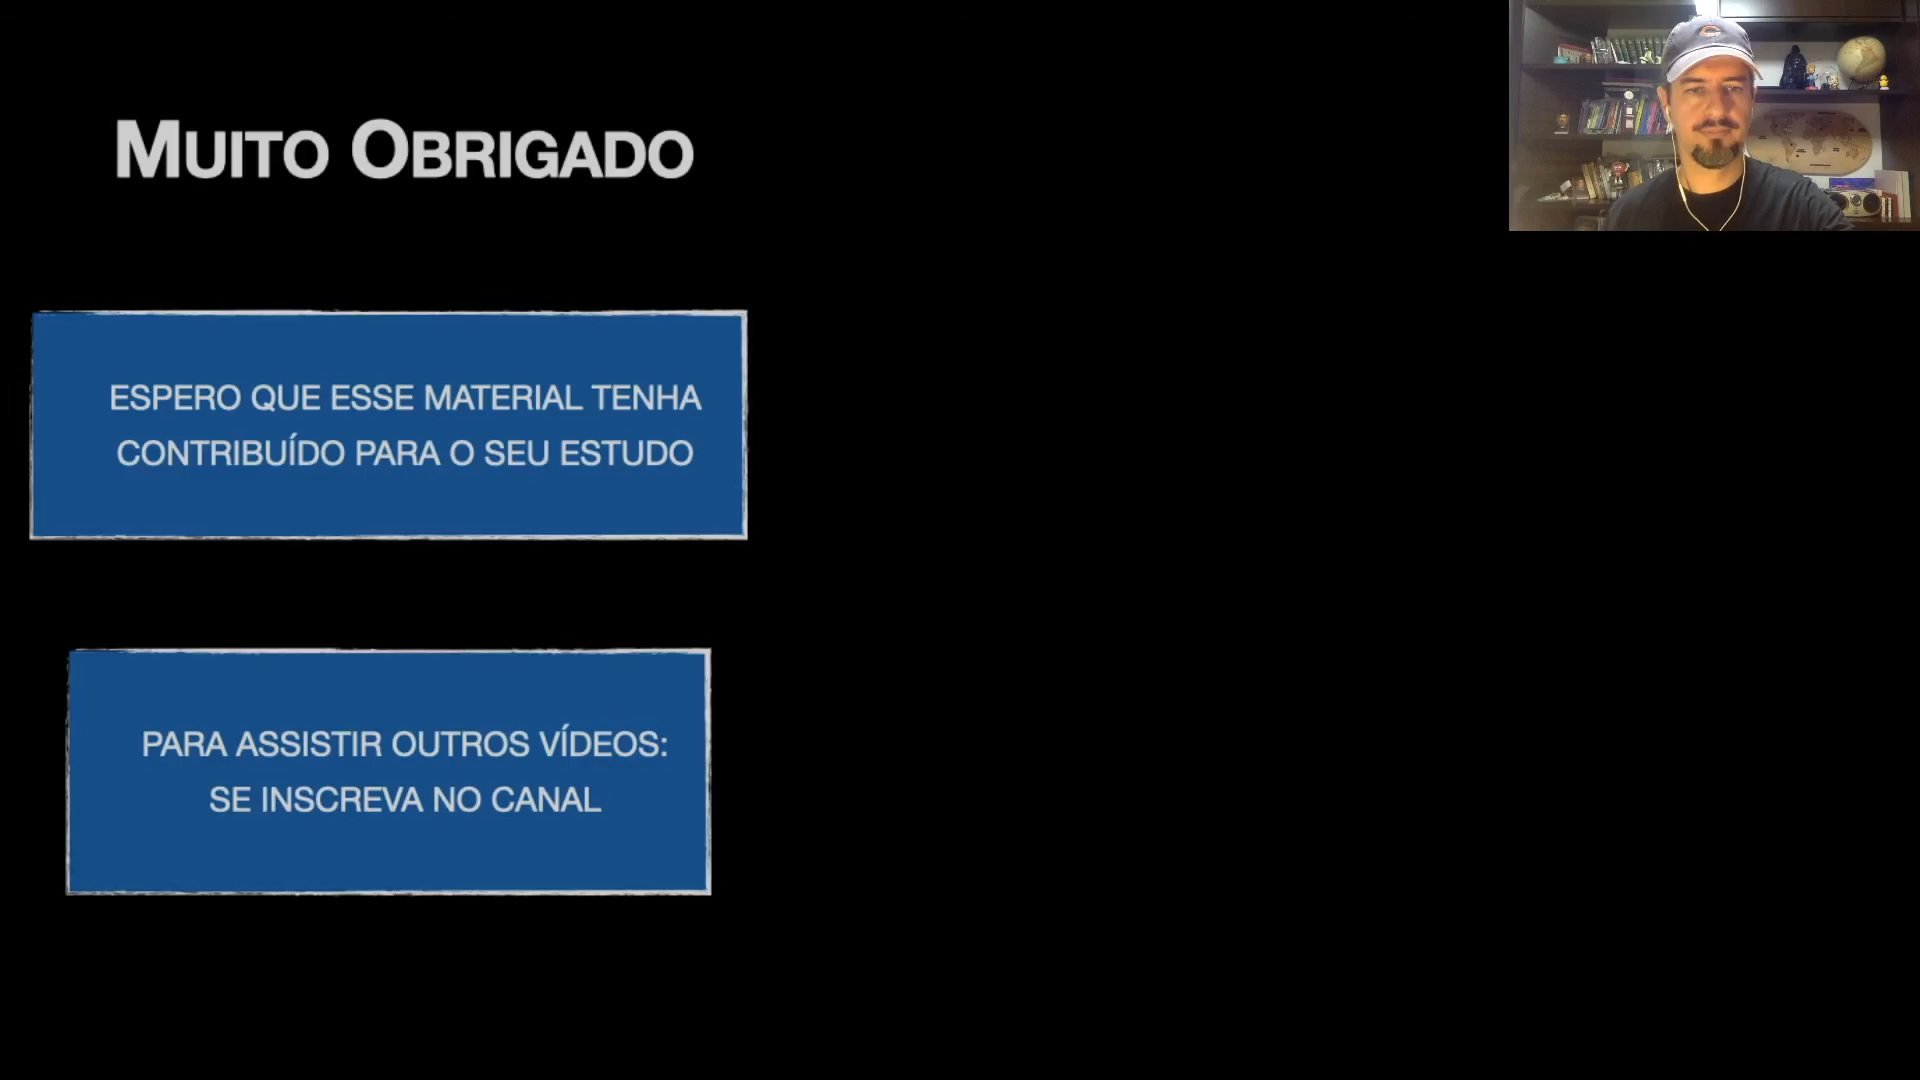 MUITO OBRIGADO
ESPERO QUE ESSE MATERIAL TENHA
CONTRIBUÍDO PARA O SEU ESTUDO
PARA ASSISTIR OUTROS VÍDEOS:
SE INSCREVA NO CANAL